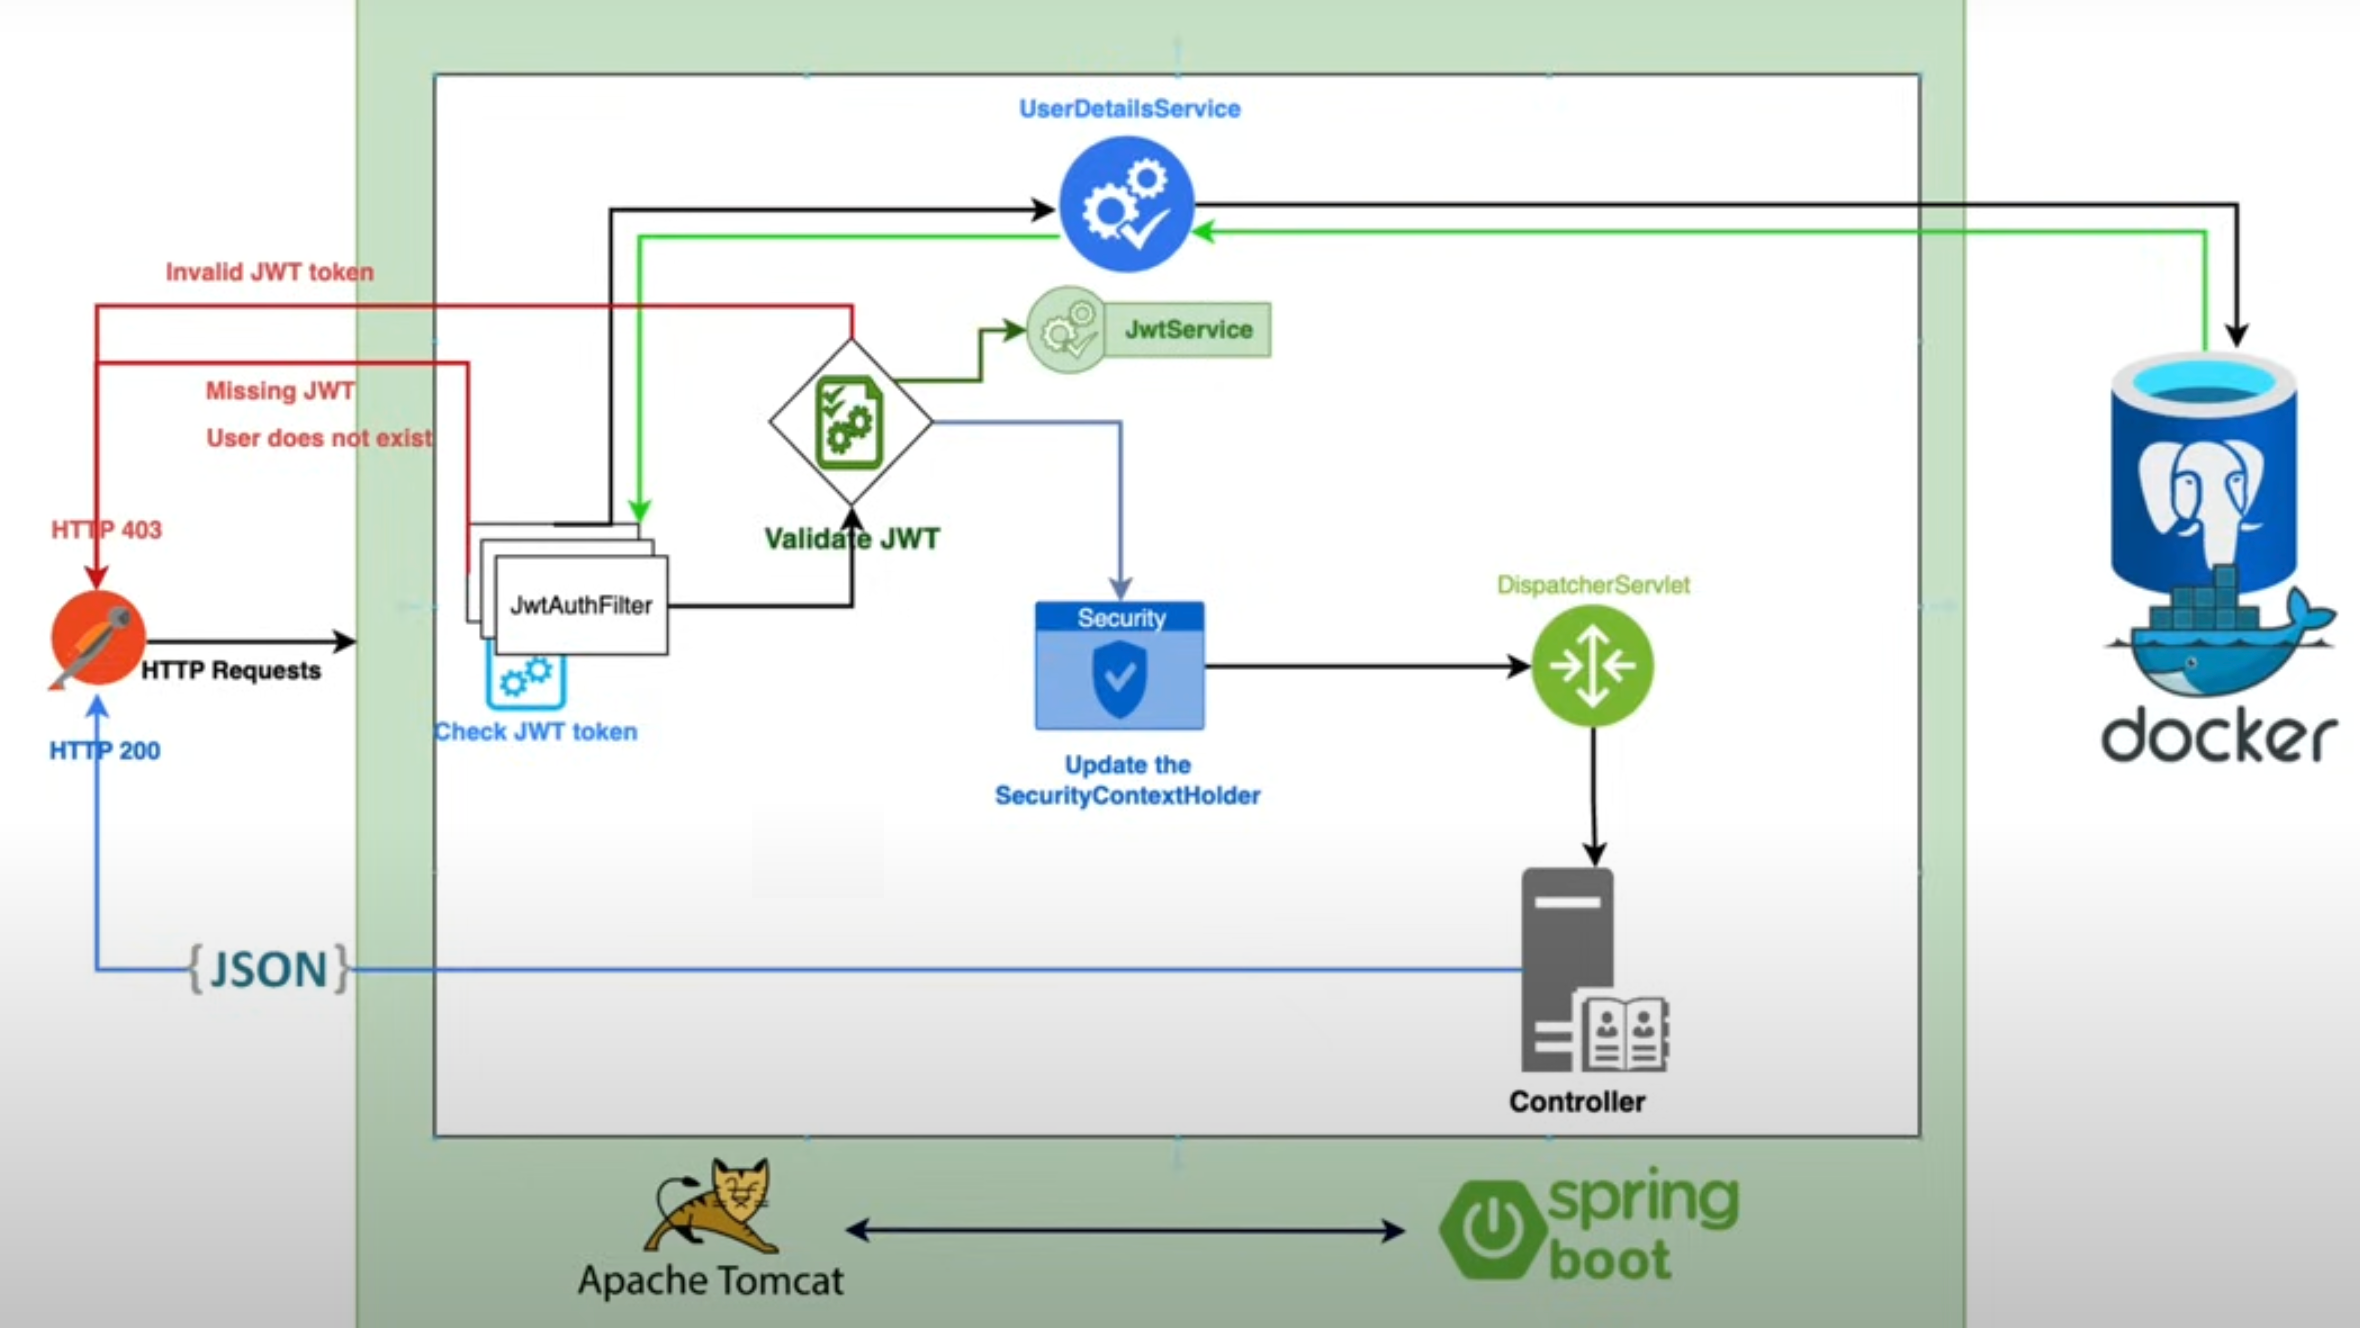 UserDetailsService
Invalid JWT token
JwtService
Missing JWT
User does not exist
HTTP 403
Validate JWT
JwtAuthFilter
DispatcherServlet
Security
HTTP Requests
Check JWT token
HTTP 200
Update the
SecurityContextHolder
docker
{JSON}
Controller
Apache Tomcat
spring
boot